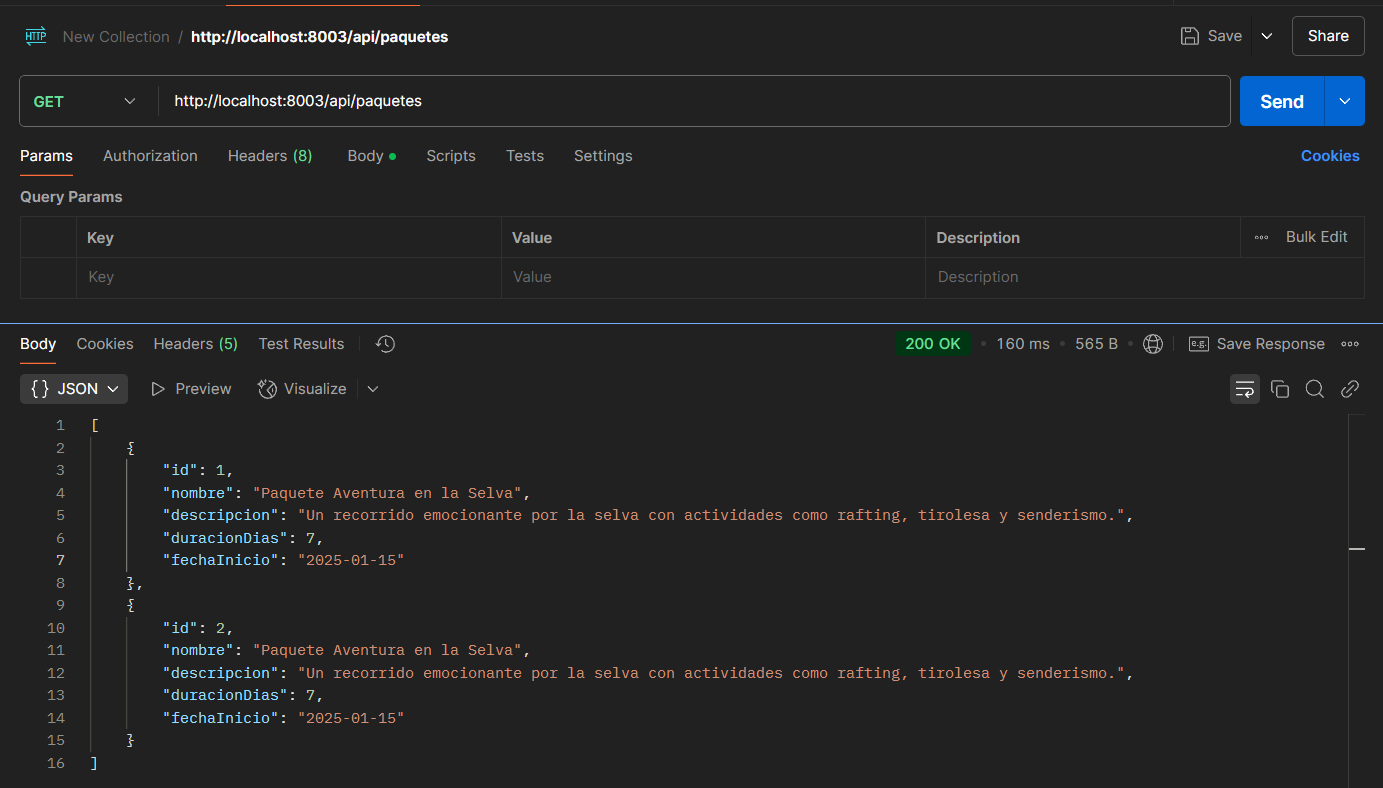 HTTP New Collection / http://localhost:8003/api/paquetes Save Share
GET http://localhost:8003/api/paquetes Send
Params Authorization Headers (8) Body Scripts Tests Settings Cookies
Query Params
Key Value Description Bulk Edit
Key Value Description
Body Cookies Headers (5) Test Results 200 OK 160 ms 565 B e.g. Save Response
{} JSON Preview Visualize
1 [
2 {
3 "id": 1,
4 "nombre": "Paquete Aventura en la Selva",
5 "descripcion": "Un recorrido emocionante por la selva con actividades como rafting, tirolesa y senderismo.",
6 "duracionDias": 7,
7 "fechaInicio": "2025-01-15"
8 },
9 {
10 "id": 2,
11 "nombre": "Paquete Aventura en la Selva",
12 "descripcion": "Un recorrido emocionante por la selva con actividades como rafting, tirolesa y senderismo.",
13 "duracionDias": 7,
14 "fechaInicio": "2025-01-15"
15 }
16 ]